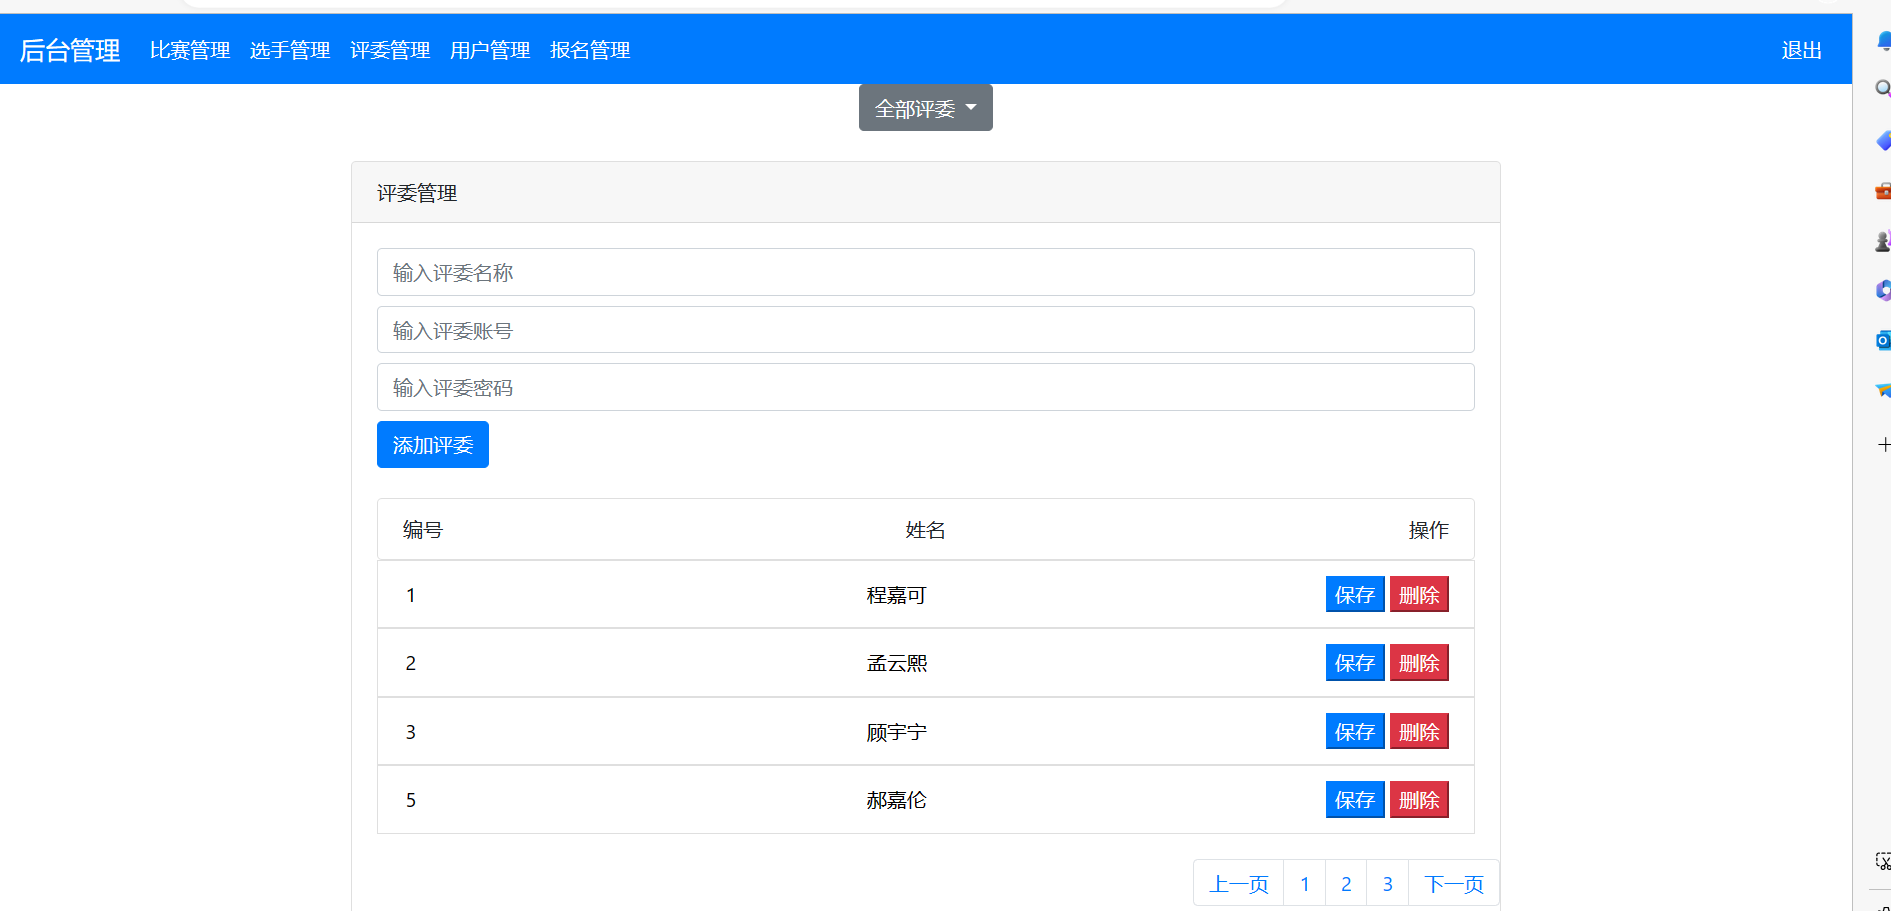 后台管理 比赛管理 选手管理 评委管理 用户管理 报名管理 退出
全部评委
评委管理
输入评委名称
输入评委账号
输入评委密码
添加评委
编号 姓名 操作
1 程嘉可 保存 删除
2 孟云熙 保存 删除
3 顾宇宁 保存 删除
5 郝嘉伦 保存 删除
上一页 1 2 3 下一页